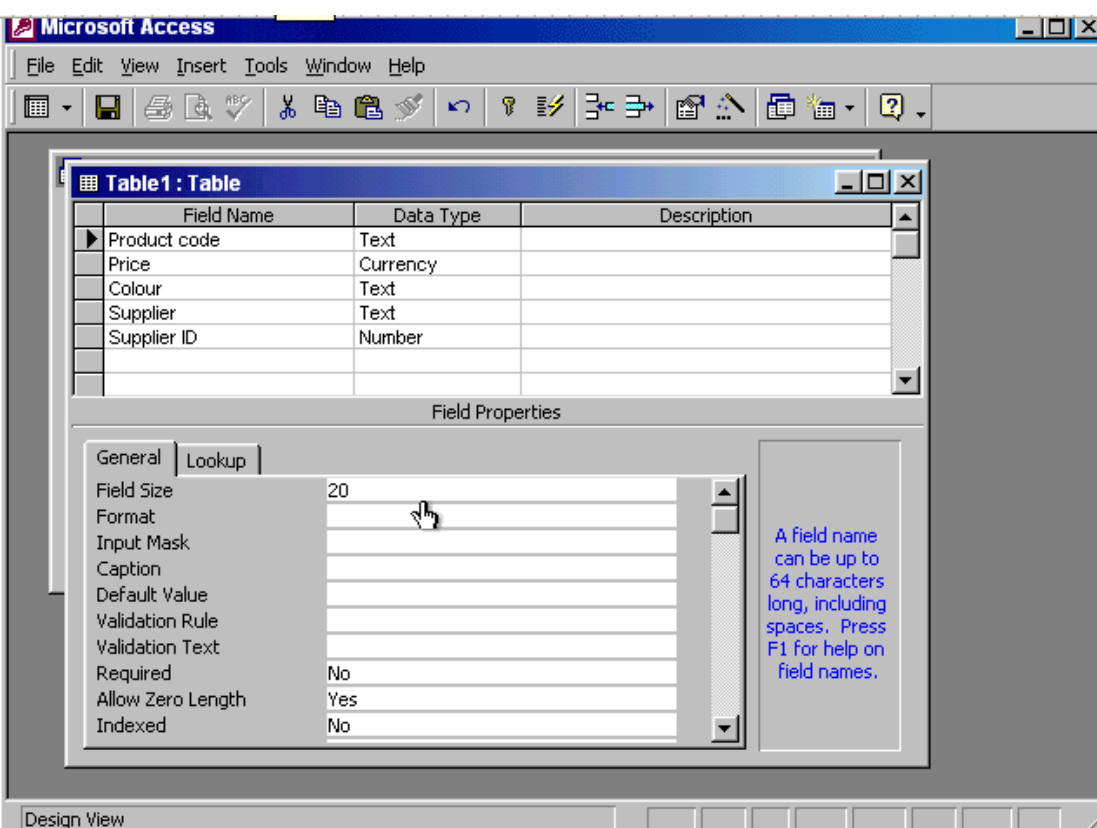 Microsoft Access
File Edit View Insert Tools Window Help
ABC
Table1 : Table
Field Name Data Type Description
Product code Text
Price Currency
Colour Text
Supplier Text
Supplier ID Number
Field Properties
General Lookup
Field Size 20
Format
Input Mask
Caption
Default Value
Validation Rule
Validation Text
Required No
Allow Zero Length Yes
Indexed No
A field name
can be up to
64 characters
long, including
spaces. Press
F1 for help on
field names.
Design View